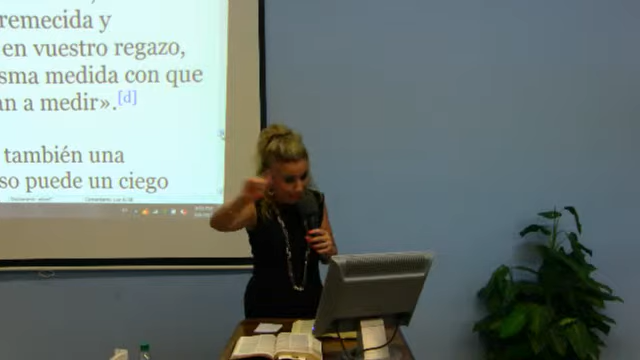 remecida y
en vuestro regazo,
sma medida con que
an a medir».[d]
también una
so puede un ciego